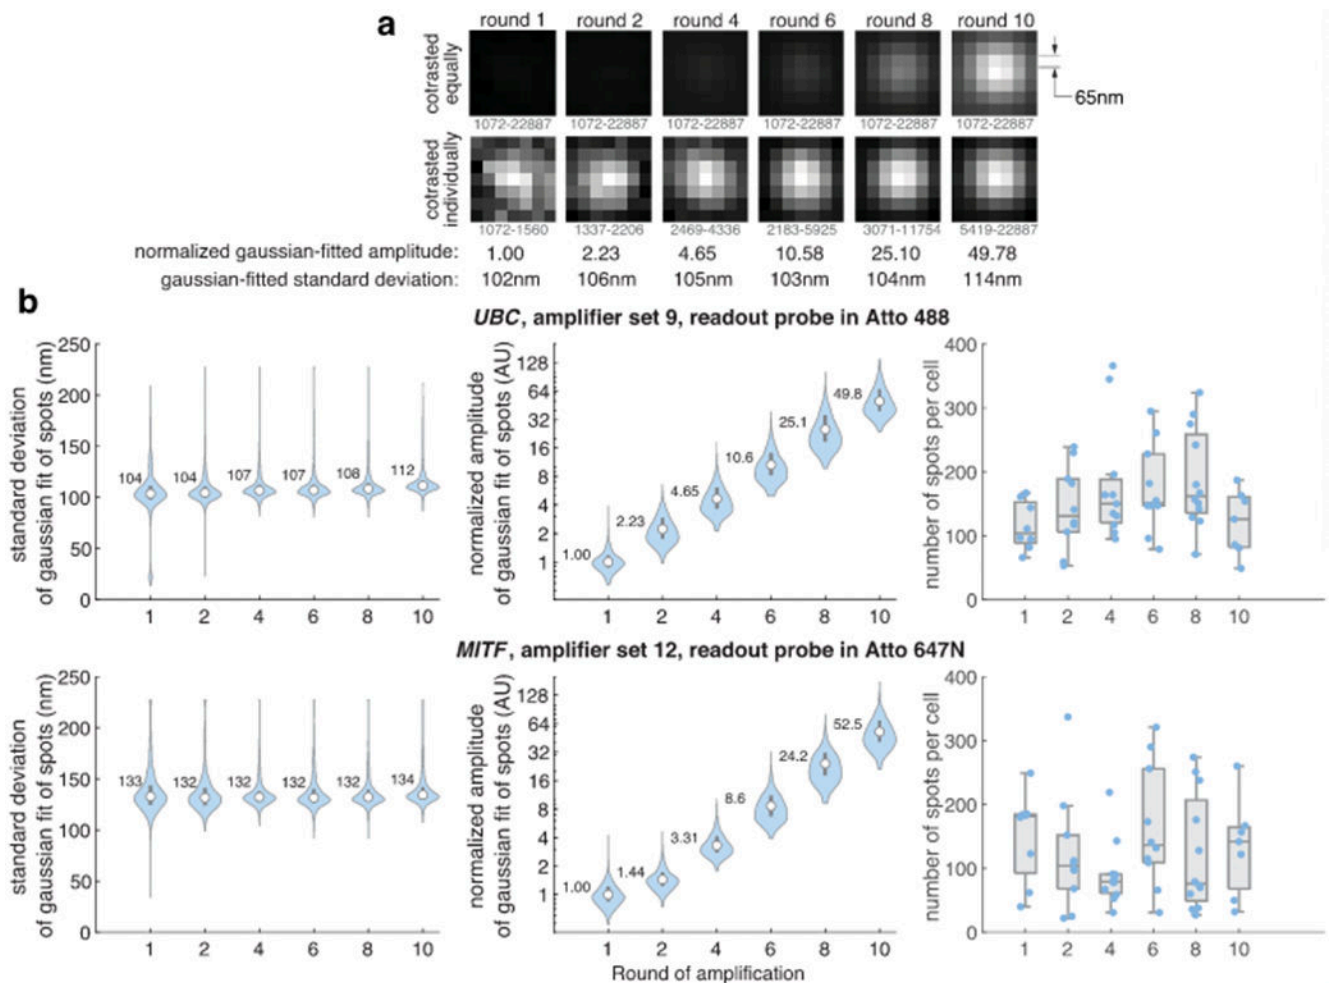 a
round 1 round 2 round 4 round 6 round 8 round 10
cotrasted equally
1072-22887 1072-22887 1072-22887 1072-22887 1072-22887 1072-22887
65nm
cotrasted individually
1072-1560 1337-2206 2469-4336 2183-5925 3071-11754 5419-22887
normalized gaussian-fitted amplitude: 1.00 2.23 4.65 10.58 25.10 49.78
gaussian-fitted standard deviation: 102nm 106nm 105nm 103nm 104nm 114nm
b
UBC, amplifier set 9, readout probe in Atto 488
standard deviation
of gaussian fit of spots (nm)
250
200
150
100
50
0
104 104 107 107 108 112
1 2 4 6 8 10
normalized amplitude
of gaussian fit of spots (AU)
128
64
32
16
8
4
2
1
1.00 2.23 4.65 10.6 25.1 49.8
1 2 4 6 8 10
number of spots per cell
400
300
200
100
0
1 2 4 6 8 10
MITF, amplifier set 12, readout probe in Atto 647N
standard deviation
of gaussian fit of spots (nm)
250
200
150
100
50
0
133 132 132 132 132 134
1 2 4 6 8 10
normalized amplitude
of gaussian fit of spots (AU)
128
64
32
16
8
4
2
1
1.00 1.44 3.31 8.6 24.2 52.5
1 2 4 6 8 10
Round of amplification
number of spots per cell
400
300
200
100
0
1 2 4 6 8 10